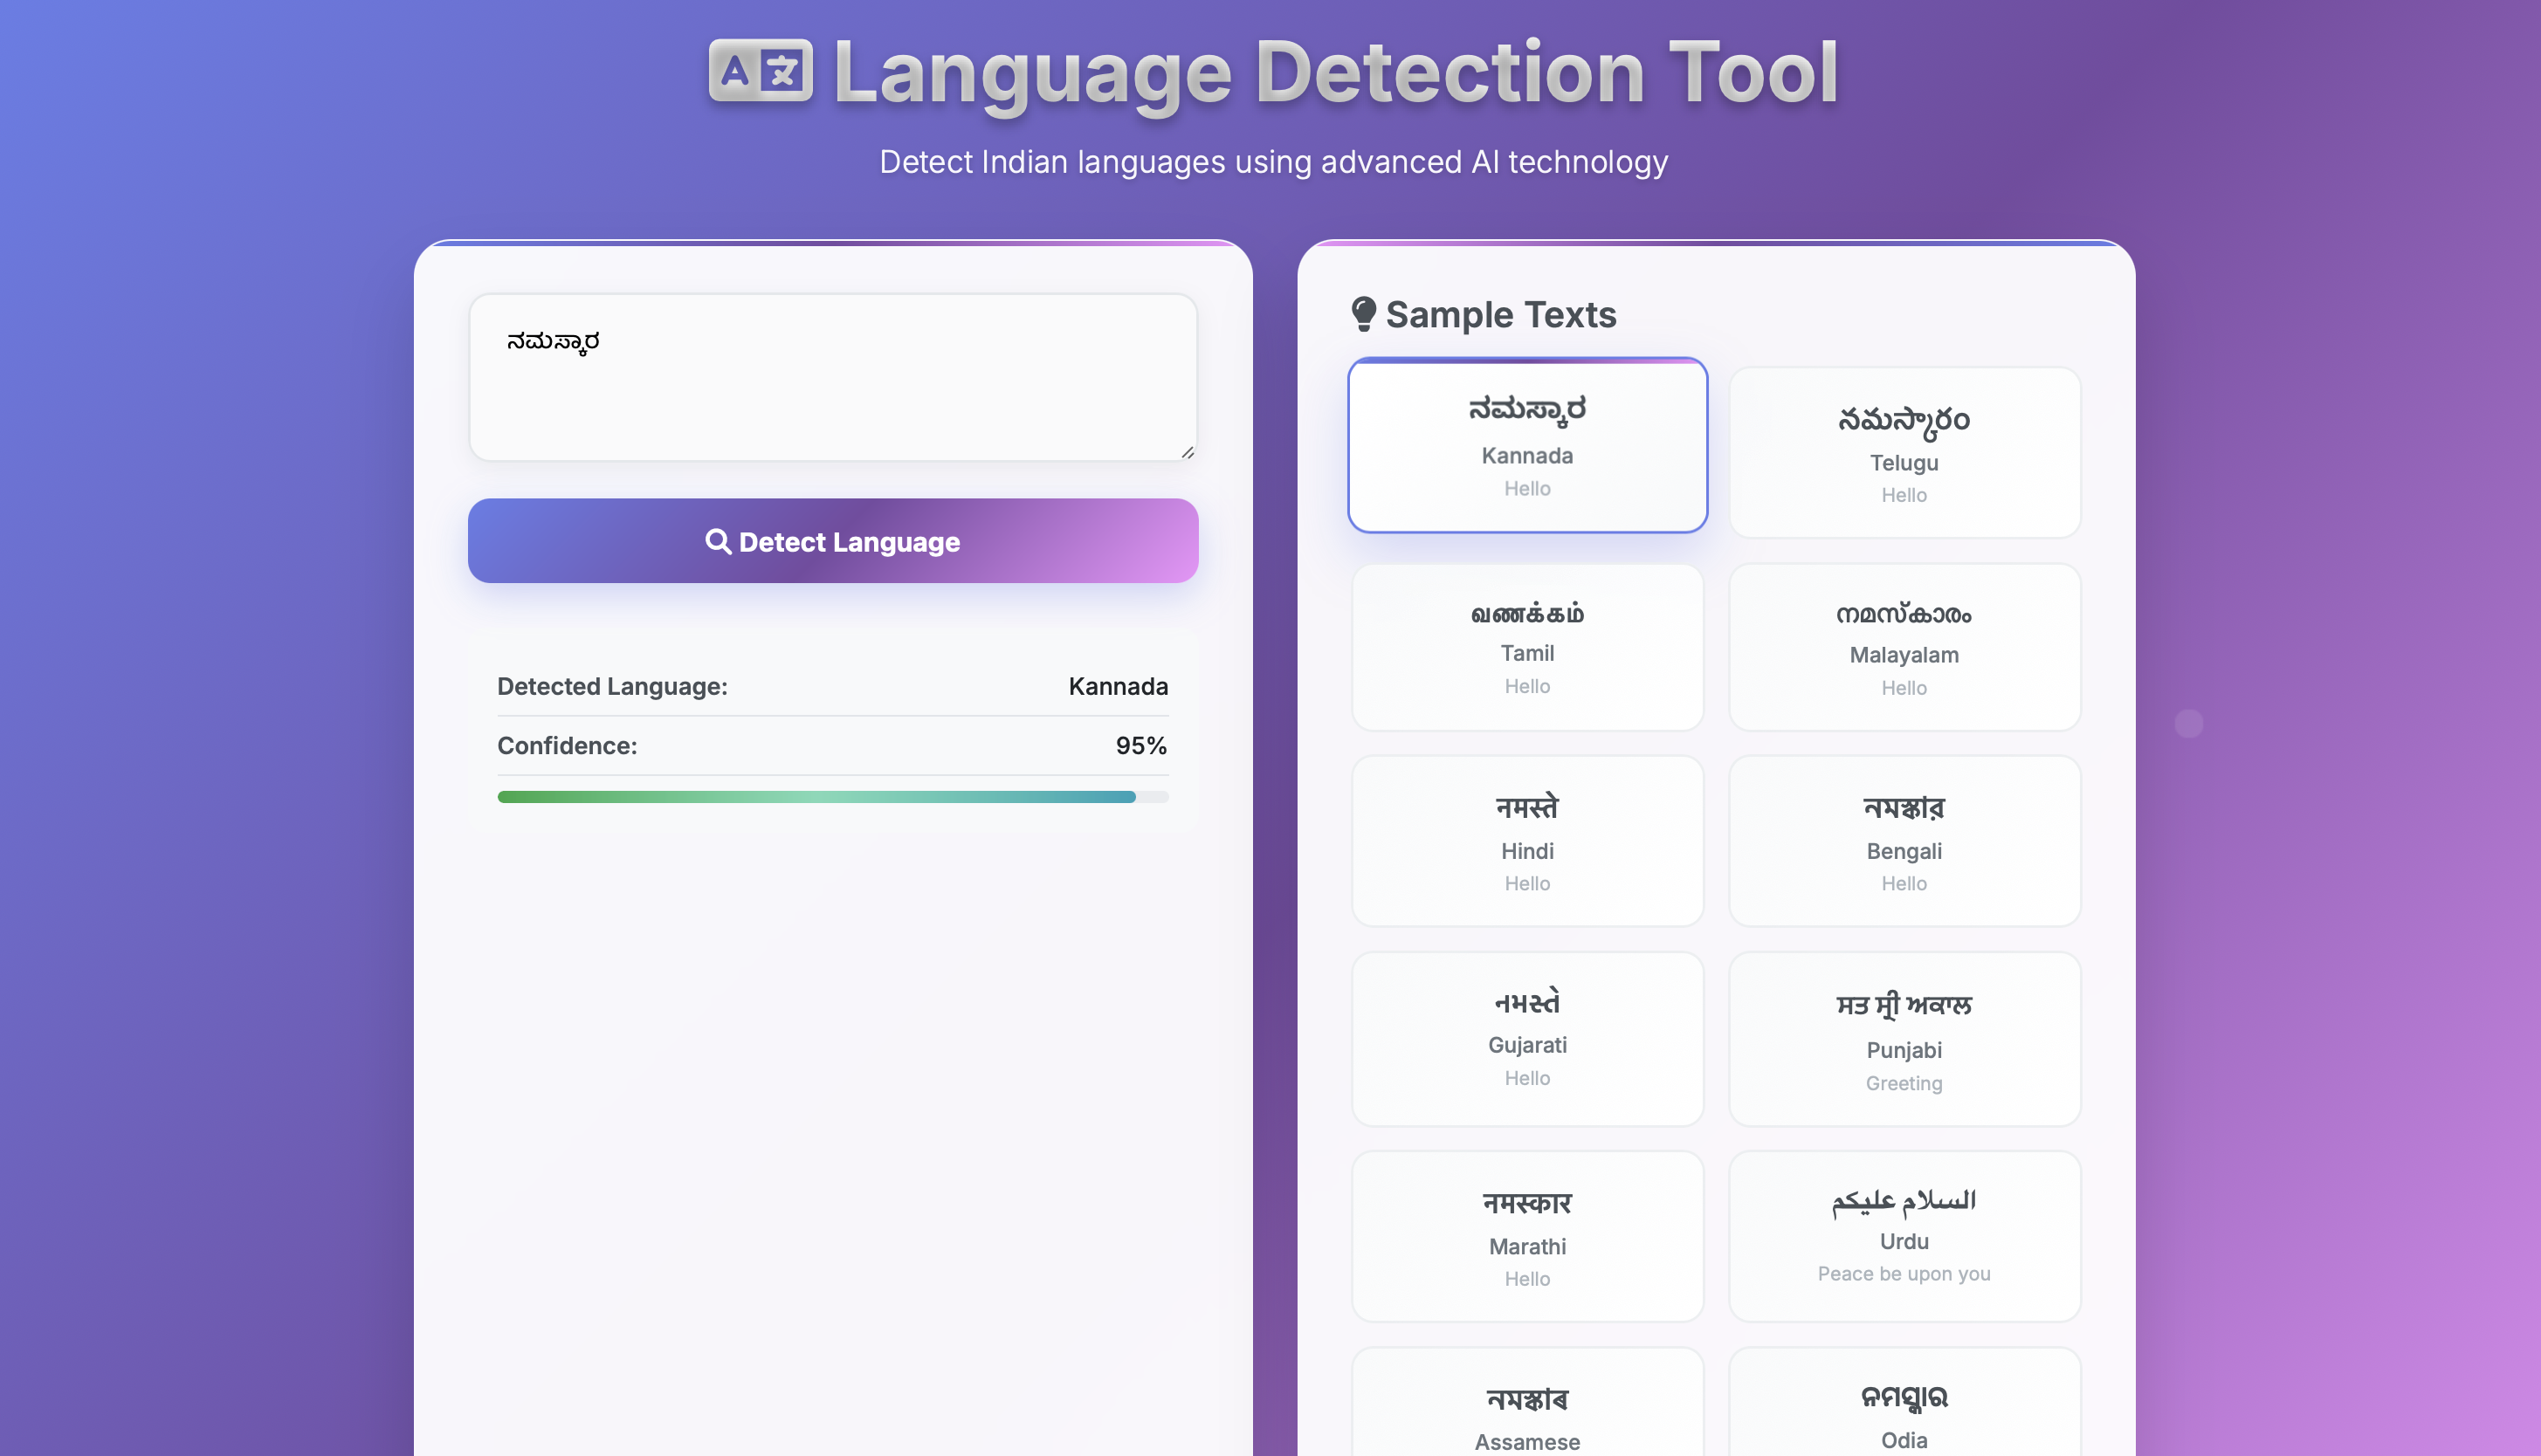 Language Detection Tool
Detect Indian languages using advanced AI technology
ನಮಸ್ಕಾರ
Detect Language
Detected Language: Kannada
Confidence: 95%
Sample Texts
ನಮಸ್ಕಾರ
Kannada
Hello
నమస్కారం
Telugu
Hello
வணக்கம்
Tamil
Hello
നമസ്കാരം
Malayalam
Hello
नमस्ते
Hindi
Hello
নমস্কার
Bengali
Hello
નમસ્તે
Gujarati
Hello
ਸਤ ਸ੍ਰੀ ਅਕਾਲ
Punjabi
Greeting
नमस्कार
Marathi
Hello
السلام علیکم
Urdu
Peace be upon you
নমস্কাৰ
Assamese
ନମସ୍କାର
Odia